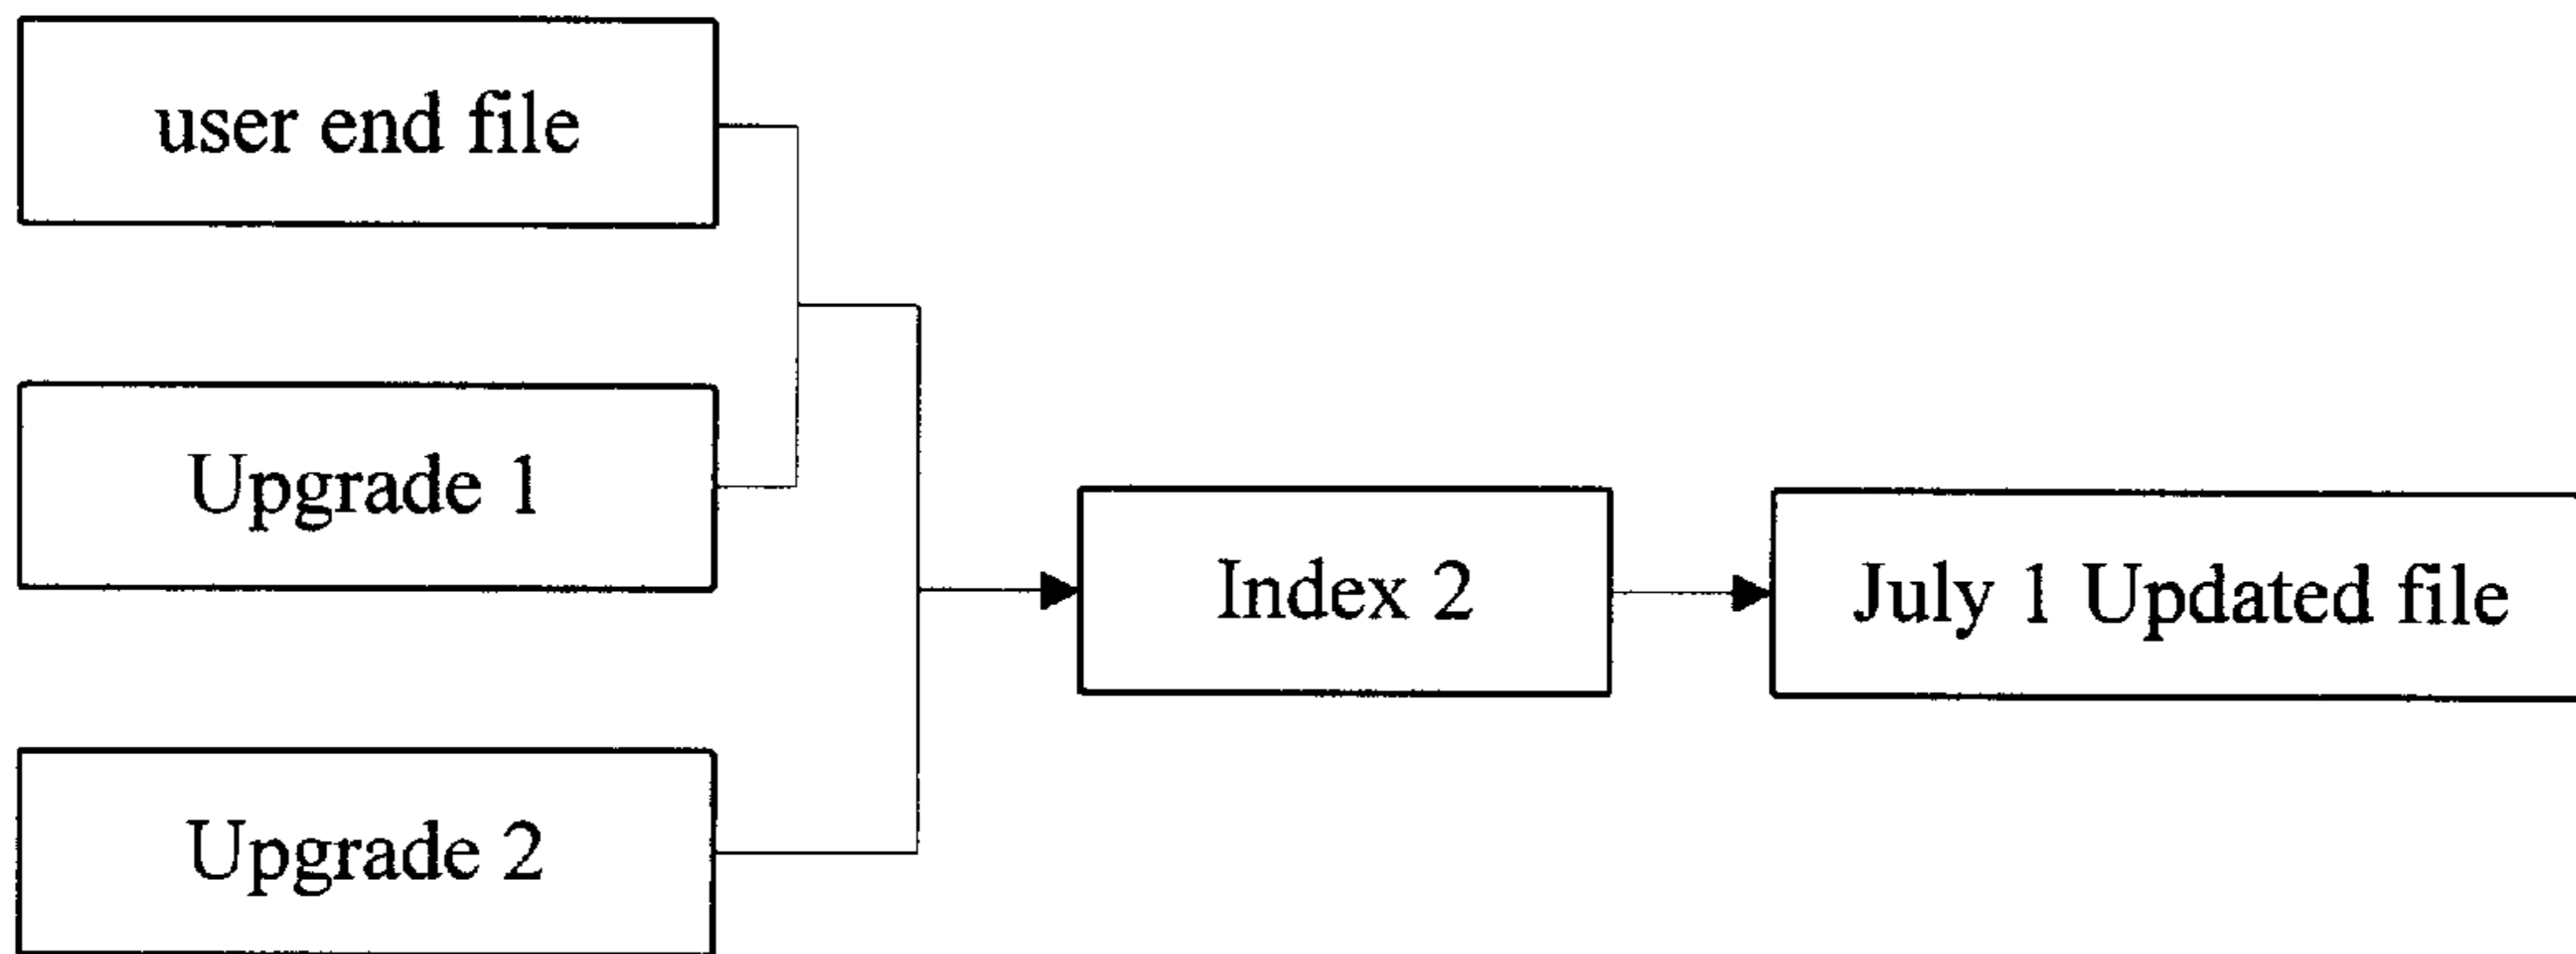 user end file
Upgrade 1
Index 2
July 1 Updated file
Upgrade 2